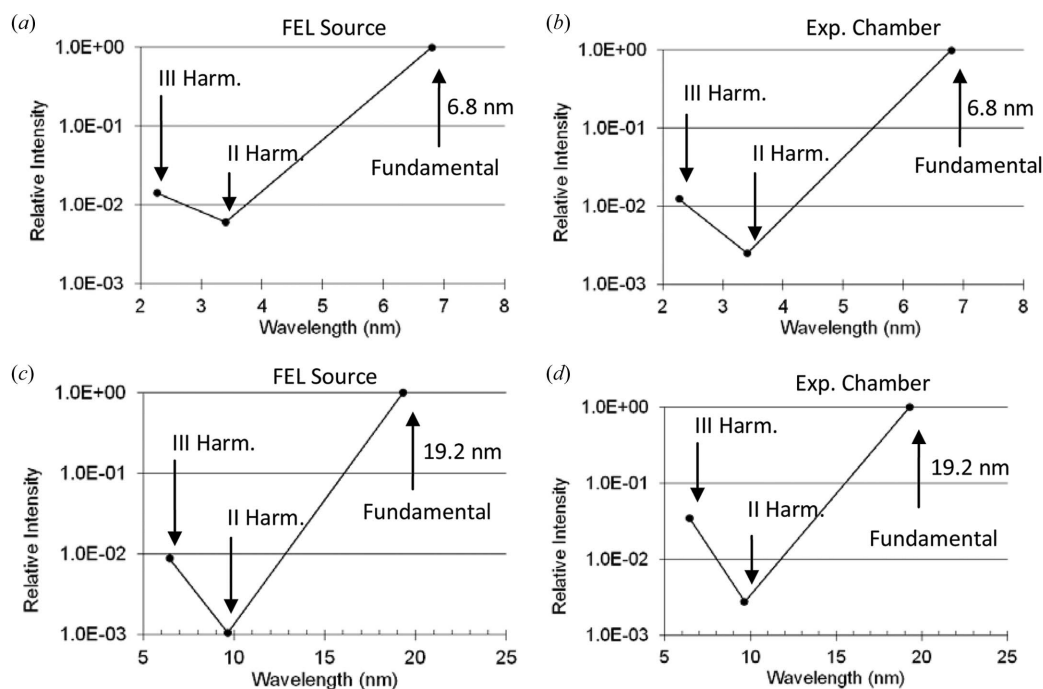 (a)
FEL Source
1.0E+00
1.0E-01
1.0E-02
1.0E-03
Relative Intensity
III Harm.
II Harm.
6.8 nm
Fundamental
2 3 4 5 6 7 8
Wavelength (nm)
(b)
Exp. Chamber
1.0E+00
1.0E-01
1.0E-02
1.0E-03
Relative Intensity
III Harm.
II Harm.
6.8 nm
Fundamental
2 3 4 5 6 7 8
Wavelength (nm)
(c)
FEL Source
1.0E+00
1.0E-01
1.0E-02
1.0E-03
Relative Intensity
III Harm.
II Harm.
19.2 nm
Fundamental
5 10 15 20 25
Wavelength (nm)
(d)
Exp. Chamber
1.0E+00
1.0E-01
1.0E-02
1.0E-03
Relative Intensity
III Harm.
II Harm.
19.2 nm
Fundamental
5 10 15 20 25
Wavelength (nm)